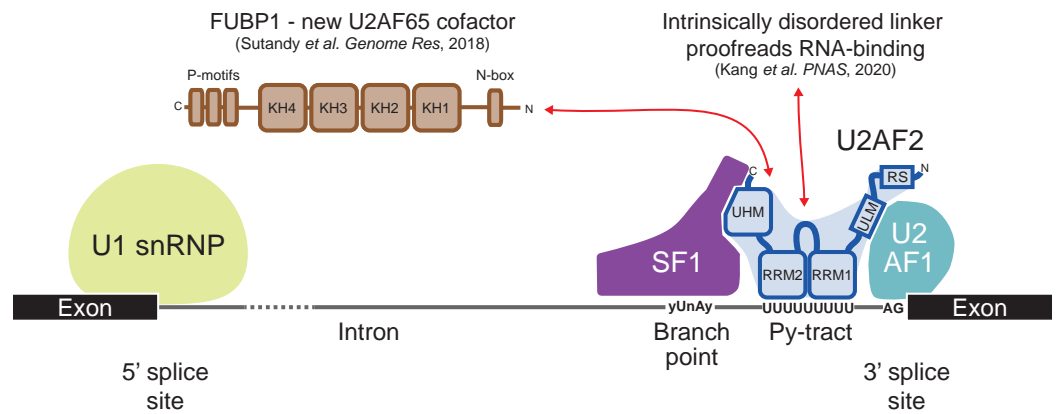 FUBP1 - new U2AF65 cofactor
(Sutandy et al. Genome Res, 2018)
Intrinsically disordered linker
proofreads RNA-binding
(Kang et al. PNAS, 2020)
P-motifs
N-box
C
KH4
KH3
KH2
KH1
N
U2AF2
C
N
RS
UHM
ULM
U1 snRNP
SF1
U2
AF1
RRM2
RRM1
Exon
yUnAy
UUUUUUUUU
AG
Exon
Intron
Branch
point
Py-tract
5’ splice
site
3’ splice
site